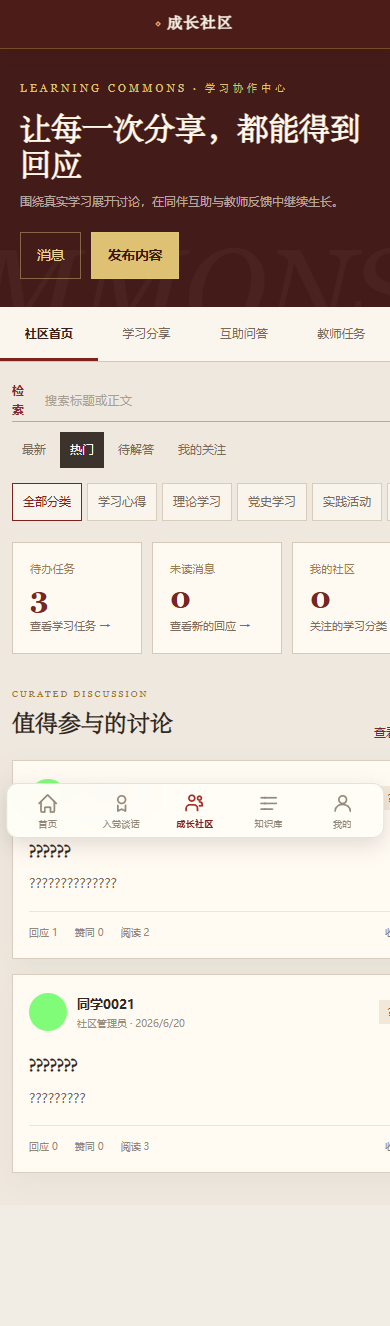 成长社区
LEARNING COMMONS · 学习协作中心
让每一次分享，都能得到
回应
围绕真实学习展开讨论，在同伴互助与教师反馈中继续生长。
消息
发布内容
社区首页
学习分享
互助问答
教师任务
检
索
搜索标题或正文
最新
热门
待解答
我的关注
全部分类
学习心得
理论学习
党史学习
实践活动
待办任务
3
查看学习任务 →
未读消息
0
查看新的回应 →
我的社区
0
关注的学习分类
CURATED DISCUSSION
值得参与的讨论
查看
首页
入党谈话
成长社区
知识库
我的
??????
??????????????
回应 1
赞同 0
阅读 2
同学0021
社区管理员 · 2026/6/20
???????
?????????
回应 0
赞同 0
阅读 3